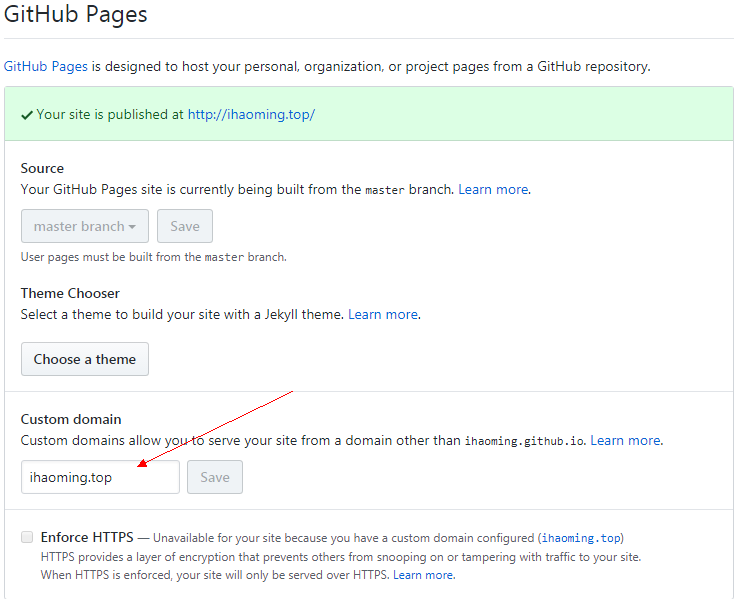 GitHub Pages
GitHub Pages is designed to host your personal, organization, or project pages from a GitHub repository.
Your site is published at http://ihaoming.top/
Source
Your GitHub Pages site is currently being built from the master branch. Learn more.
master branch Save
User pages must be built from the master branch.
Theme Chooser
Select a theme to build your site with a Jekyll theme. Learn more.
Choose a theme
Custom domain
Custom domains allow you to serve your site from a domain other than ihaoming.github.io. Learn more.
ihaoming.top Save
Enforce HTTPS — Unavailable for your site because you have a custom domain configured (ihaoming.top)
HTTPS provides a layer of encryption that prevents others from snooping on or tampering with traffic to your site.
When HTTPS is enforced, your site will only be served over HTTPS. Learn more.